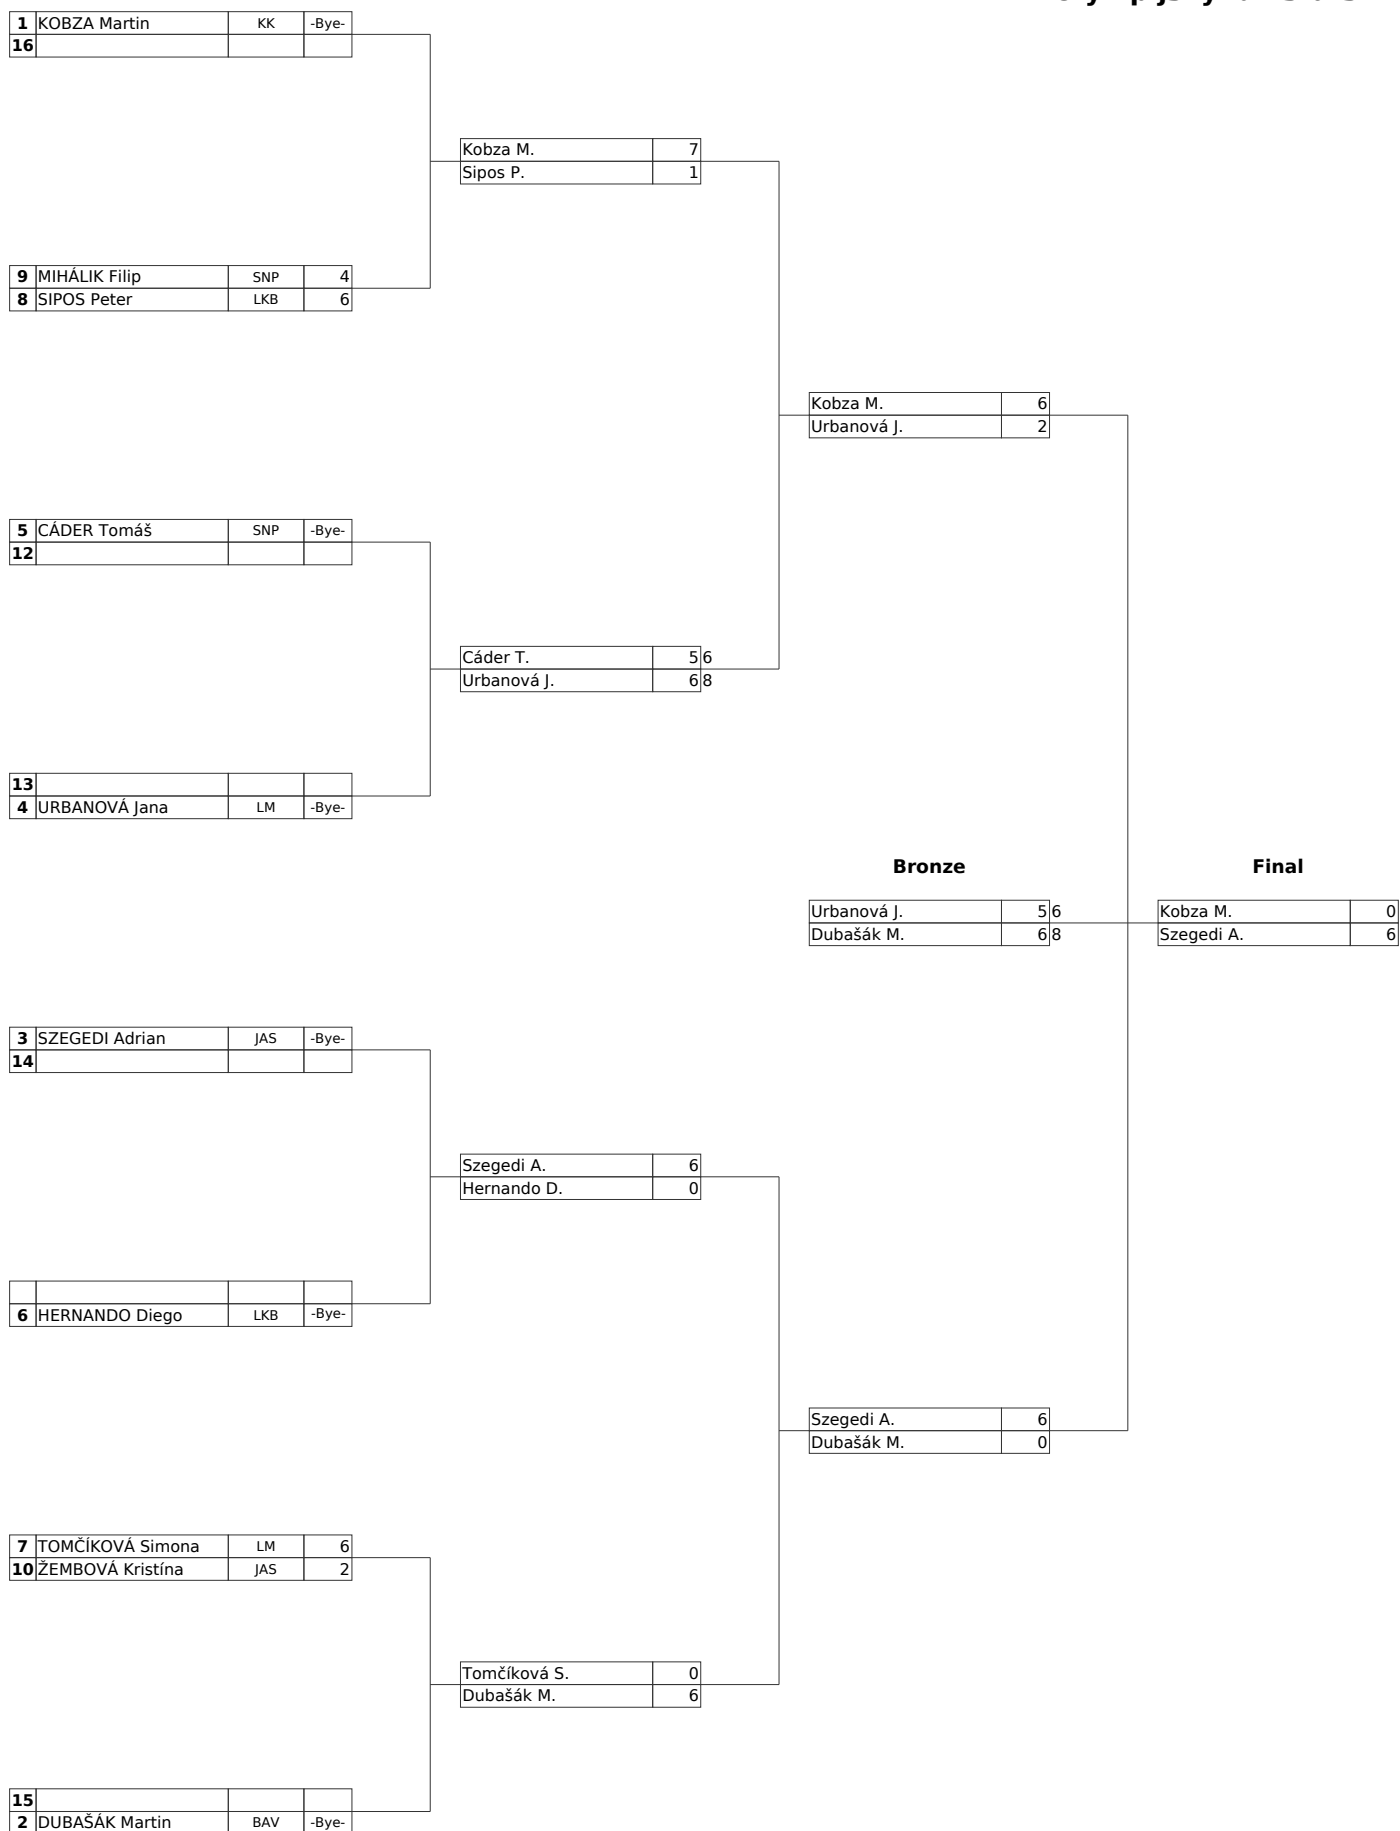 1 KOBZA Martin KK -Bye-
16
Kobza M. 7
Sipos P. 1
9 MIHÁLIK Filip SNP 4
8 SIPOS Peter LKB 6
Kobza M. 6
Urbanová J. 2
5 CÁDER Tomáš SNP -Bye-
12
Cáder T. 5 6
Urbanová J. 6 8
13
4 URBANOVÁ Jana LM -Bye-
Bronze Final
Urbanová J. 5 6 Kobza M. 0
Dubašák M. 6 8 Szegedi A. 6
3 SZEGEDI Adrian JAS -Bye-
14
Szegedi A. 6
Hernando D. 0
6 HERNANDO Diego LKB -Bye-
Szegedi A. 6
Dubašák M. 0
7 TOMČÍKOVÁ Simona LM 6
10 ŽEMBOVÁ Kristína JAS 2
Tomčíková S. 0
Dubašák M. 6
15
2 DUBAŠÁK Martin BAV -Bye-